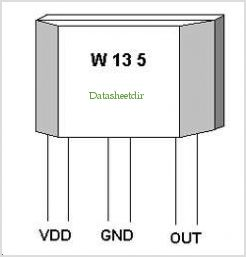 W 13 5
Datasheetdir
VDD GND OUT